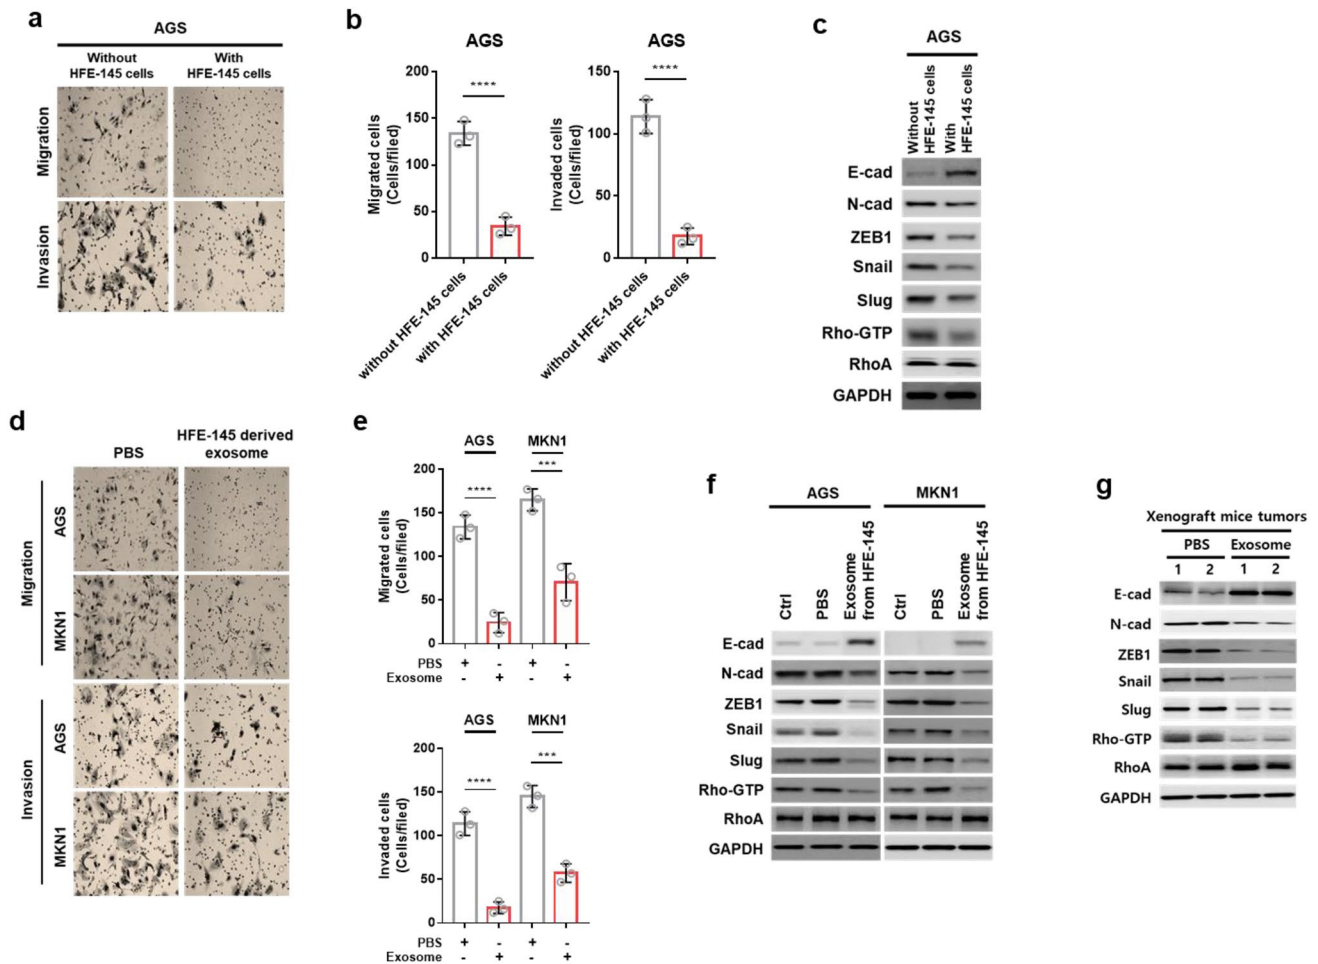 a
AGS
Without
HFE-145 cells
With
HFE-145 cells
Migration
Invasion
b
AGS
****
Migrated cells
(Cells/filed)
200
150
100
50
0
without HFE-145 cells
with HFE-145 cells
AGS
****
Invaded cells
(Cells/filed)
150
100
50
0
without HFE-145 cells
with HFE-145 cells
c
AGS
Without
HFE-145 cells
With
HFE-145 cells
E-cad
N-cad
ZEB1
Snail
Slug
Rho-GTP
RhoA
GAPDH
d
PBS
HFE-145 derived
exosome
Migration
AGS
MKN1
Invasion
AGS
MKN1
e
AGS
MKN1
****
***
Migrated cells
(Cells/filed)
200
150
100
50
0
PBS + - + -
Exosome - + - +
AGS
MKN1
****
***
Invaded cells
(Cells/filed)
200
150
100
50
0
PBS + - + -
Exosome - + - +
f
AGS
MKN1
Ctrl
PBS
Exosome
from HFE-145
Ctrl
PBS
Exosome
from HFE-145
E-cad
N-cad
ZEB1
Snail
Slug
Rho-GTP
RhoA
GAPDH
g
Xenograft mice tumors
PBS Exosome
1 2 1 2
E-cad
N-cad
ZEB1
Snail
Slug
Rho-GTP
RhoA
GAPDH